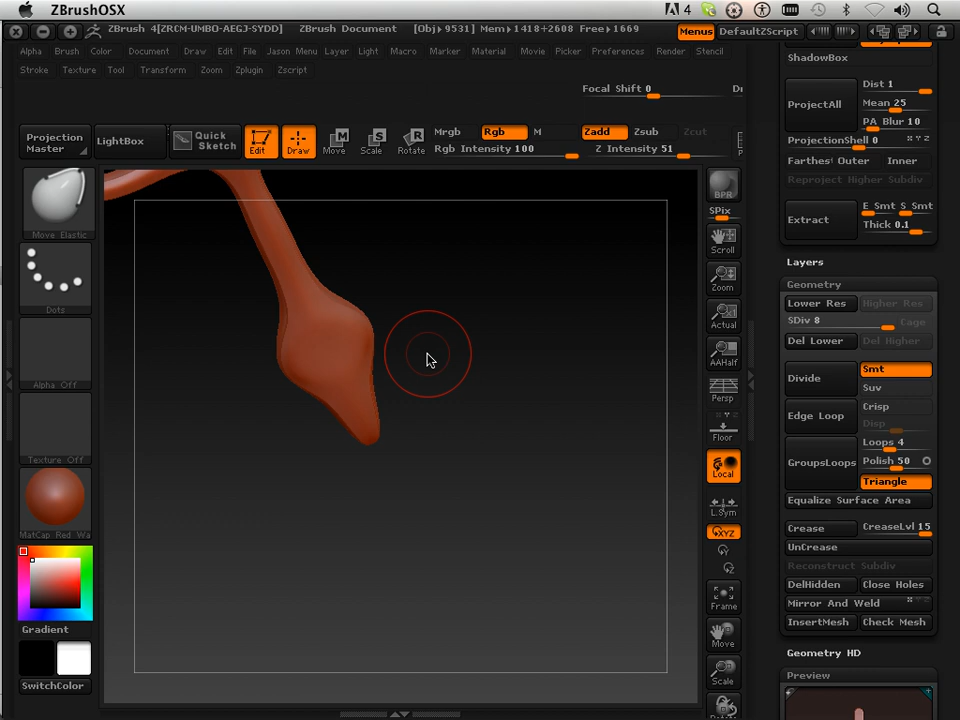 ZBrushOSX
4
ZBrush 4[ZRCM-UMBO-AEGJ-SYDD] ZBrush Document [Obj▸9531] Mem▸1418+2608 Free▸1669 Menus DefaultZScript
Alpha Brush Color Document Draw Edit File Jason Menu Layer Light Macro Marker Material Movie Picker Preferences Render Stencil
Stroke Texture Tool Transform Zoom Zplugin Zscript
Focal Shift 0
Projection Master
LightBox
Quick Sketch
Edit
Draw
Move
Scale
Rotate
Mrgb Rgb M
Rgb Intensity 100
Zadd Zsub Zcut
Z Intensity 51
Move Elastic
Dots
Alpha Off
Texture Off
MatCap Red Wa
Gradient
SwitchColor
BPR
SPix
Scroll
Zoom
Actual
AAHalf
Persp
Floor
Local
L.Sym
XYZ
Y
Z
Frame
Move
Scale
ShadowBox
ProjectAll
Dist 1
Mean 25
PA Blur 10
ProjectionShell 0
Farthest Outer Inner
Reproject Higher Subdiv
Extract
E Smt S Smt
Thick 0.1
Layers
Geometry
Lower Res Higher Res
SDiv 8 Cage
Del Lower Del Higher
Divide
Smt
Suv
Edge Loop
Crisp
Disp
GroupsLoops
Loops 4
Polish 50
Triangle
Equalize Surface Area
Crease CreaseLvl 15
UnCrease
Reconstruct Subdiv
DelHidden Close Holes
Mirror And Weld
InsertMesh Check Mesh
Geometry HD
Preview